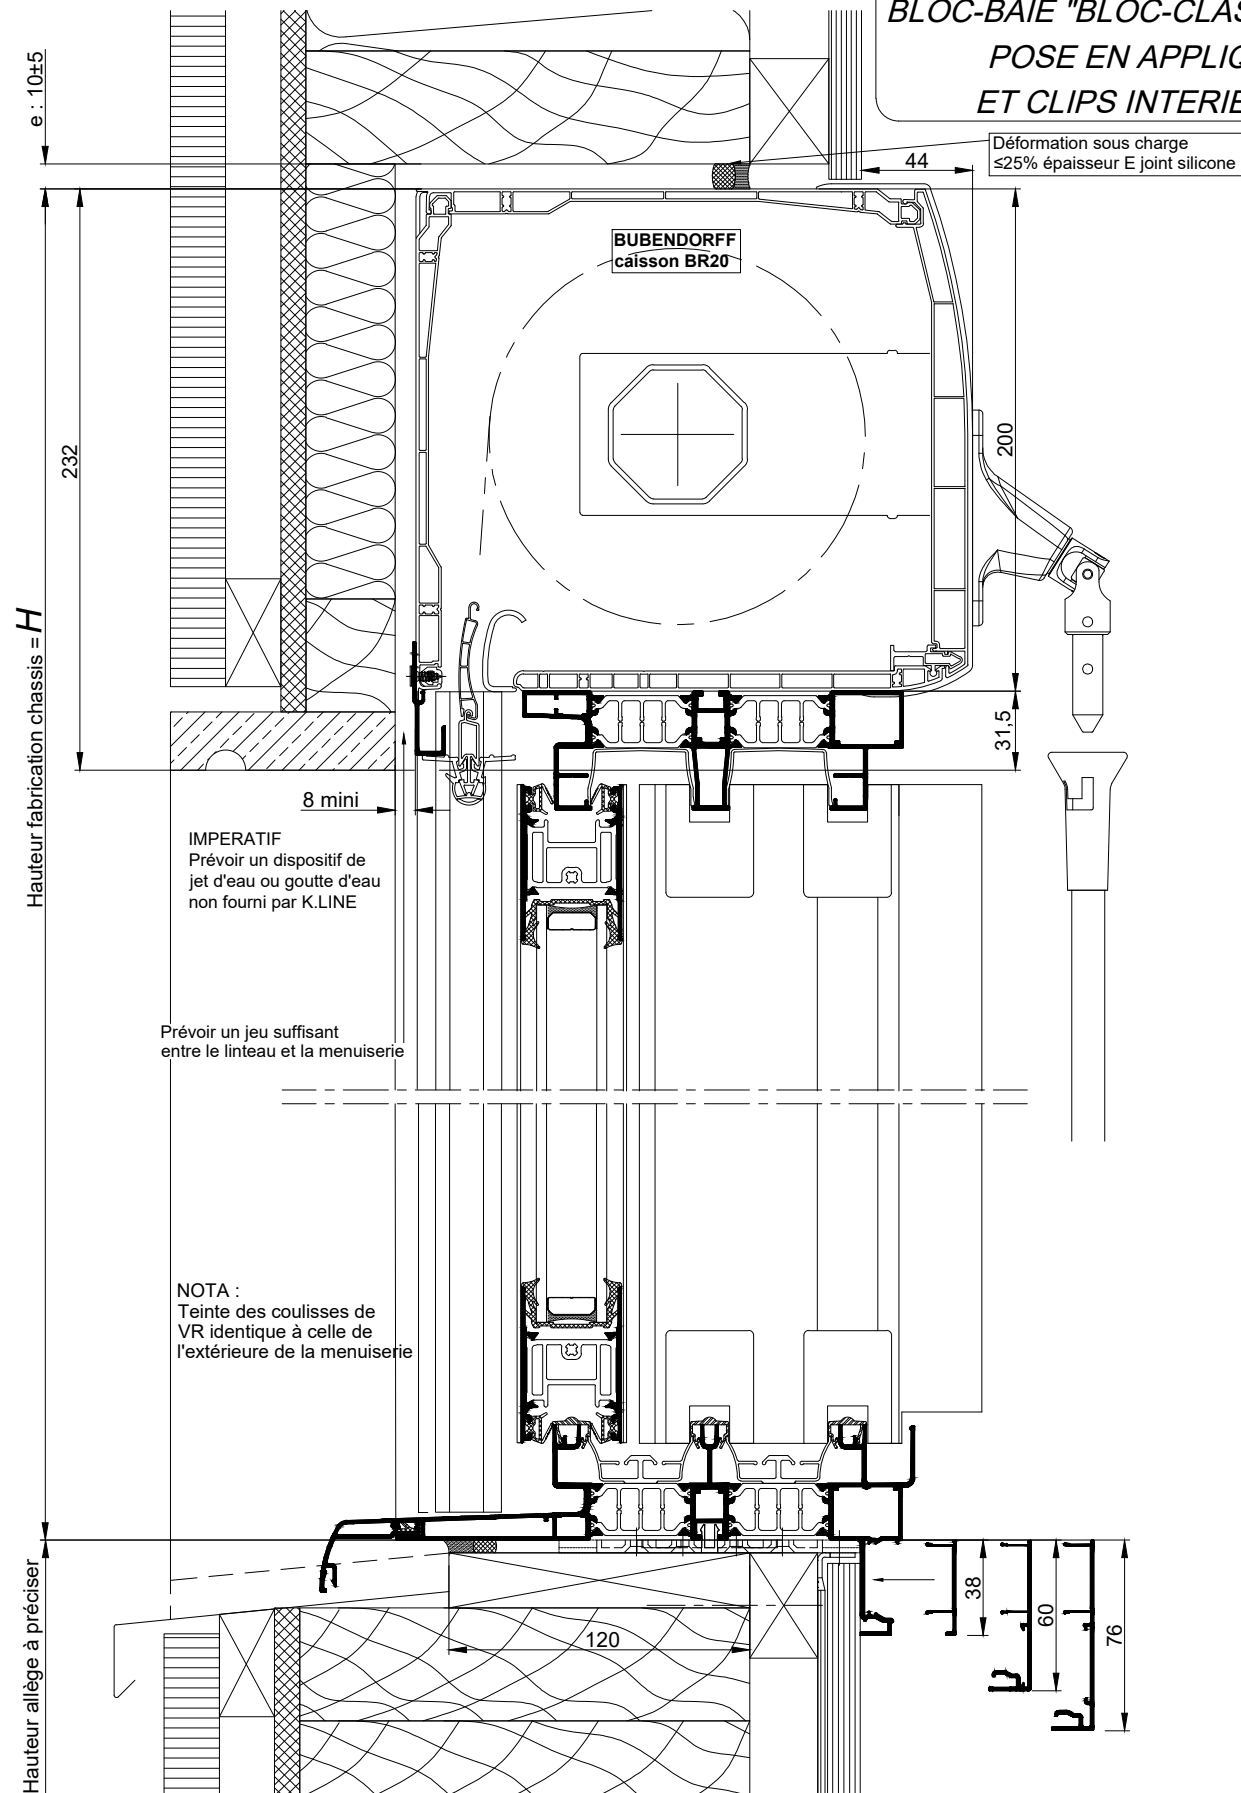 BLOC-BAIE "BLOC-CLAS
POSE EN APPLIQ
ET CLIPS INTERIE
e : 10±5
Déformation sous charge
≤25% épaisseur E joint silicone
44
BUBENDORFF
caisson BR20
232
200
Hauteur fabrication chassis = H
31,5
8 mini
IMPERATIF
Prévoir un dispositif de
jet d'eau ou goutte d'eau
non fourni par K.LINE
Prévoir un jeu suffisant
entre le linteau et la menuiserie
NOTA :
Teinte des coulisses de
VR identique à celle de
l'extérieure de la menuiserie
Hauteur allège à préciser
120
38
60
76